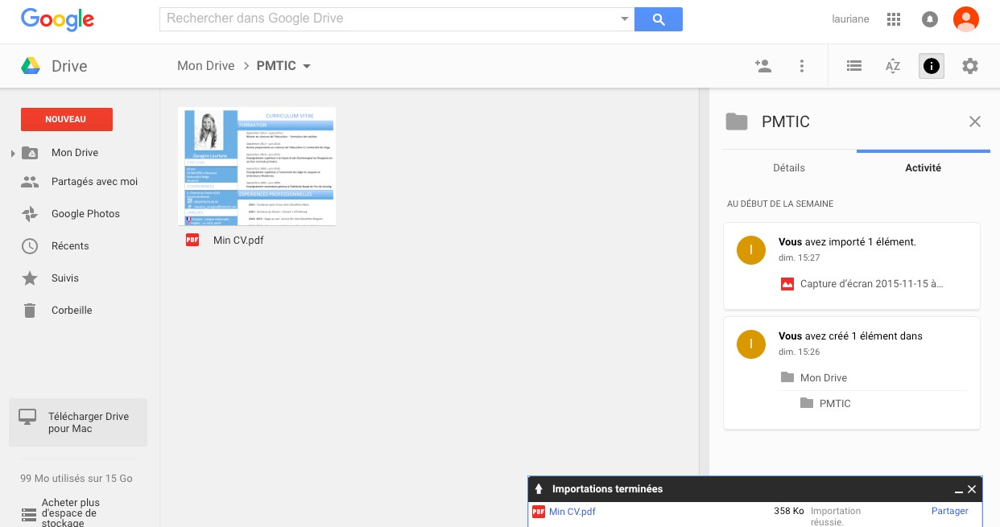 Google
Rechercher dans Google Drive
lauriane
Drive
Mon Drive > PMTIC
AZ
NOUVEAU
Mon Drive
Partagés avec moi
Google Photos
Récents
Suivis
Corbeille
Télécharger Drive
pour Mac
99 Mo utilisés sur 15 Go
Acheter plus
d'espace de
stockage
CURRICULUM VITAE
FORMATION
EXPERIENCES PROFESSIONNELLES
PDF
Min CV.pdf
PMTIC
Détails
Activité
AU DÉBUT DE LA SEMAINE
I
Vous avez importé 1 élément.
dim. 15:27
Capture d'écran 2015-11-15 à...
I
Vous avez créé 1 élément dans
dim. 15:26
Mon Drive
PMTIC
Importations terminées
PDF
Min CV.pdf
358 Ko
Importation
réussie.
Partager